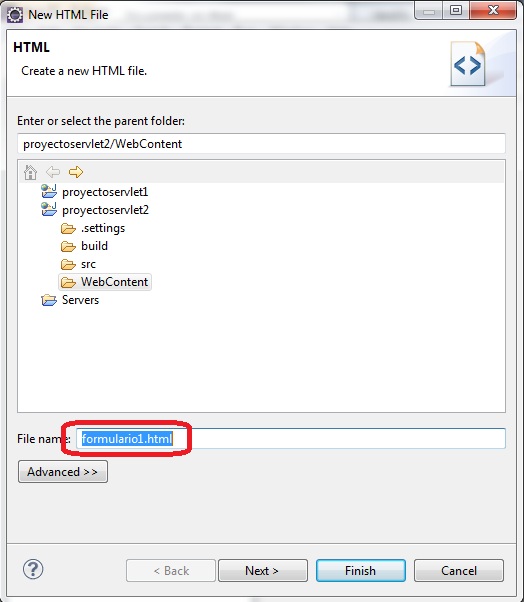 New HTML File
HTML
Create a new HTML file.
Enter or select the parent folder:
proyectoservlet2/WebContent
proyectoservlet1
proyectoservlet2
.settings
build
src
WebContent
Servers
File name: formulario1.html
Advanced >>
< Back Next > Finish Cancel